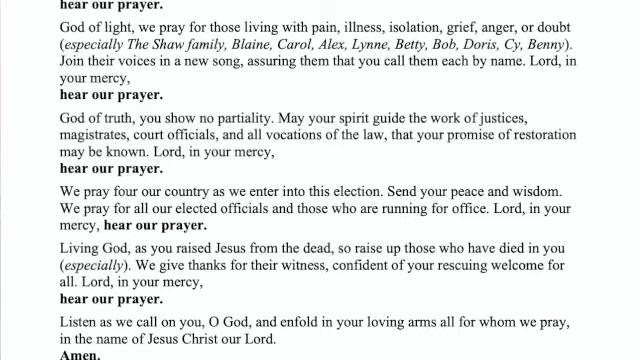 hear our prayer.
God of light, we pray for those living with pain, illness, isolation, grief, anger, or doubt
(especially The Shaw family, Blaine, Carol, Alex, Lynne, Betty, Bob, Doris, Cy, Benny).
Join their voices in a new song, assuring them that you call them each by name. Lord, in
your mercy,
hear our prayer.
God of truth, you show no partiality. May your spirit guide the work of justices,
magistrates, court officials, and all vocations of the law, that your promise of restoration
may be known. Lord, in your mercy,
hear our prayer.
We pray four our country as we enter into this election. Send your peace and wisdom.
We pray for all our elected officials and those who are running for office. Lord, in your
mercy, hear our prayer.
Living God, as you raised Jesus from the dead, so raise up those who have died in you
(especially). We give thanks for their witness, confident of your rescuing welcome for
all. Lord, in your mercy,
hear our prayer.
Listen as we call on you, O God, and enfold in your loving arms all for whom we pray,
in the name of Jesus Christ our Lord.
Amen.